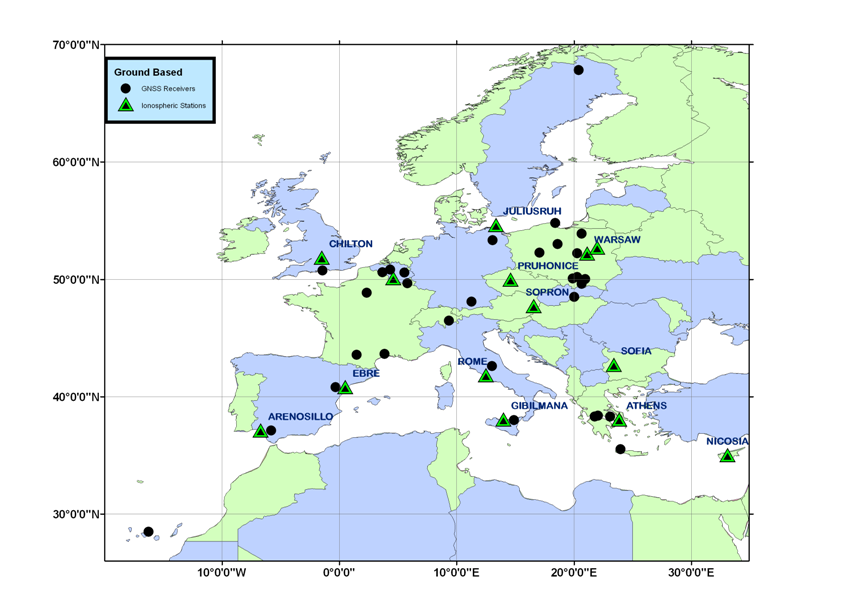 70°0'0"N
Ground Based
GNSS Receivers
Ionospheric Stations
60°0'0"N
JULIUSRUH
CHILTON
WARSAW
PRUHONICE
50°0'0"N
SOPRON
SOFIA
ROME
EBRE
40°0'0"N
GIBILMANA
ATHENS
ARENOSILLO
NICOSIA
30°0'0"N
10°0'0"W
0°0'0"
10°0'0"E
20°0'0"E
30°0'0"E